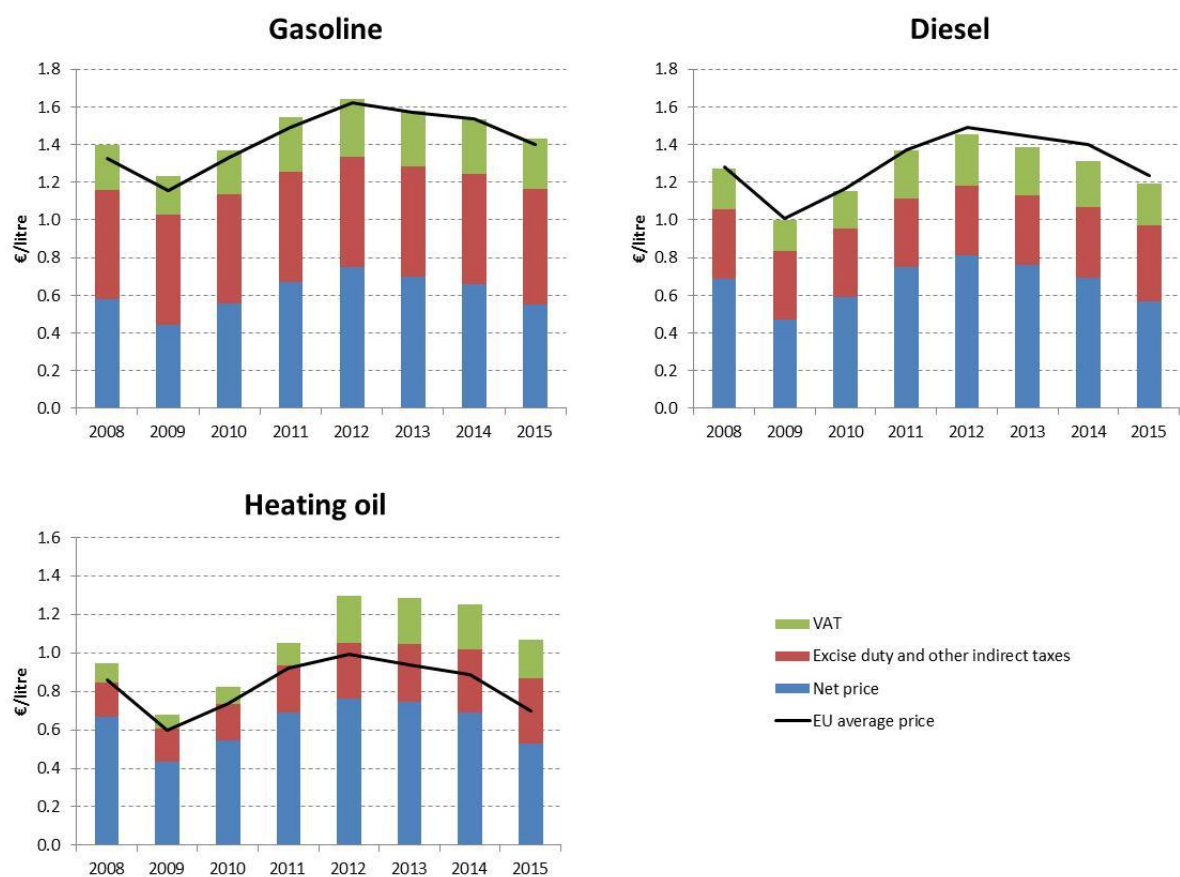 Gasoline
1.8
1.6
1.4
1.2
1.0
0.8
0.6
0.4
0.2
0.0
€/litre
2008 2009 2010 2011 2012 2013 2014 2015
Diesel
1.8
1.6
1.4
1.2
1.0
0.8
0.6
0.4
0.2
0.0
€/litre
2008 2009 2010 2011 2012 2013 2014 2015
Heating oil
1.6
1.4
1.2
1.0
0.8
0.6
0.4
0.2
0.0
€/litre
2008 2009 2010 2011 2012 2013 2014 2015
VAT
Excise duty and other indirect taxes
Net price
EU average price